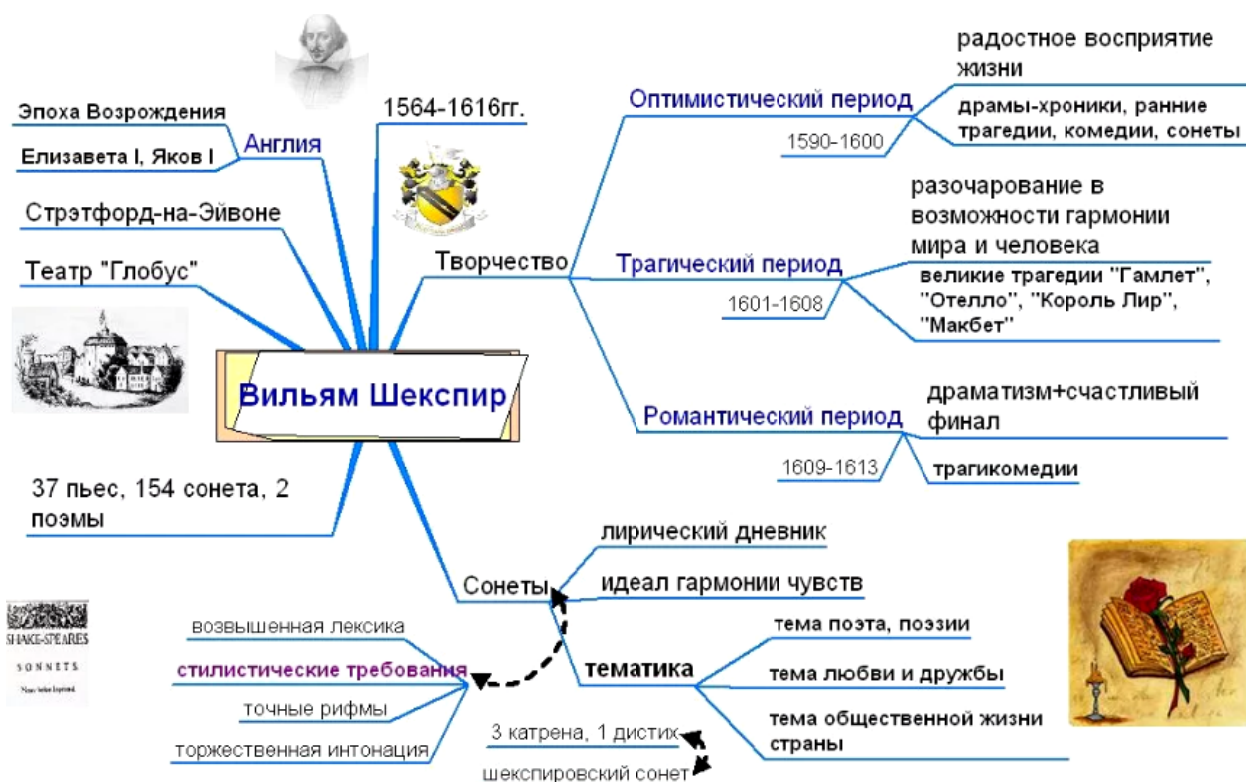 Вильям Шекспир
1564-1616гг.
Англия
Эпоха Возрождения
Елизавета I, Яков I
Стрэтфорд-на-Эйвоне
Театр "Глобус"
37 пьес, 154 сонета, 2
поэмы
Творчество
Оптимистический период
1590-1600
радостное восприятие
жизни
драмы-хроники, ранние
трагедии, комедии, сонеты
Трагический период
1601-1608
разочарование в
возможности гармонии
мира и человека
великие трагедии "Гамлет",
"Отелло", "Король Лир",
"Макбет"
Романтический период
1609-1613
драматизм+счастливый
финал
трагикомедии
Сонеты
лирический дневник
идеал гармонии чувств
тематика
тема поэта, поэзии
тема любви и дружбы
тема общественной жизни
страны
возвышенная лексика
стилистические требования
точные рифмы
торжественная интонация
3 катрена, 1 дистих
шекспировский сонет
SHAKE-SPEARES
SONNETS